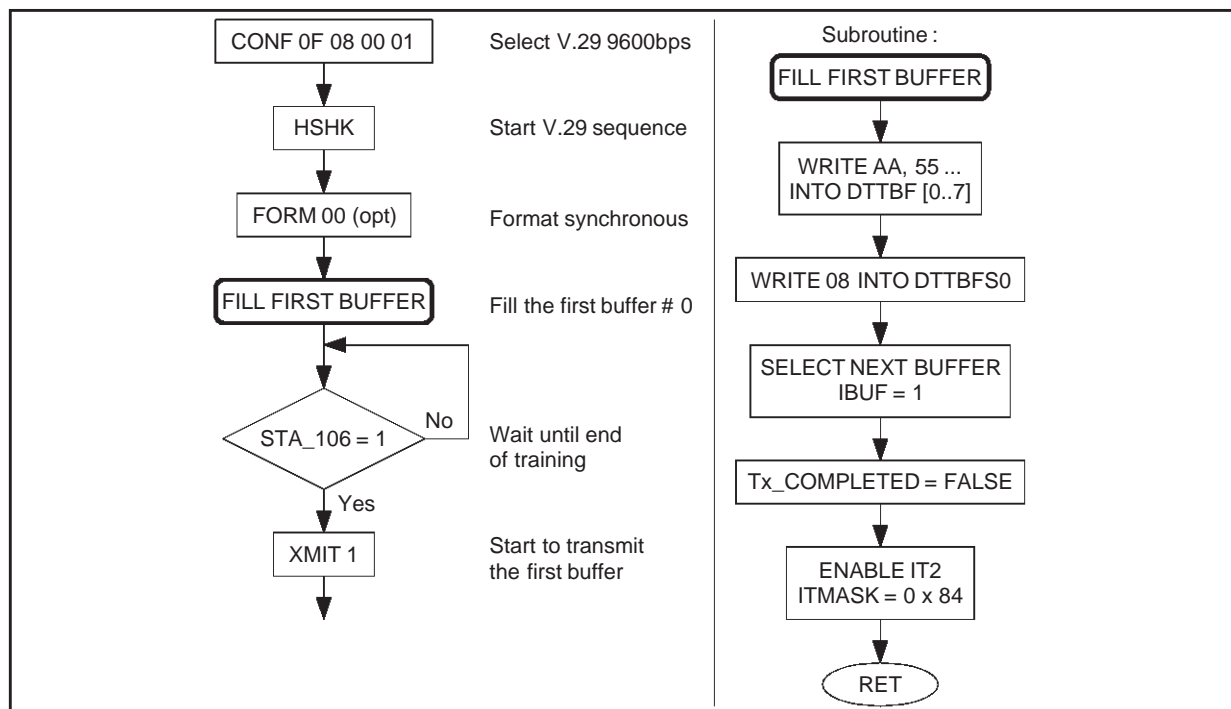 CONF 0F 08 00 01
Select V.29 9600bps
HSHK
Start V.29 sequence
FORM 00 (opt)
Format synchronous
FILL FIRST BUFFER
Fill the first buffer # 0
STA_106 = 1
No
Wait until end
of training
Yes
XMIT 1
Start to transmit
the first buffer
Subroutine :
FILL FIRST BUFFER
WRITE AA, 55 ...
INTO DTTBF [0..7]
WRITE 08 INTO DTTBFS0
SELECT NEXT BUFFER
IBUF = 1
Tx_COMPLETED = FALSE
ENABLE IT2
ITMASK = 0 x 84
RET